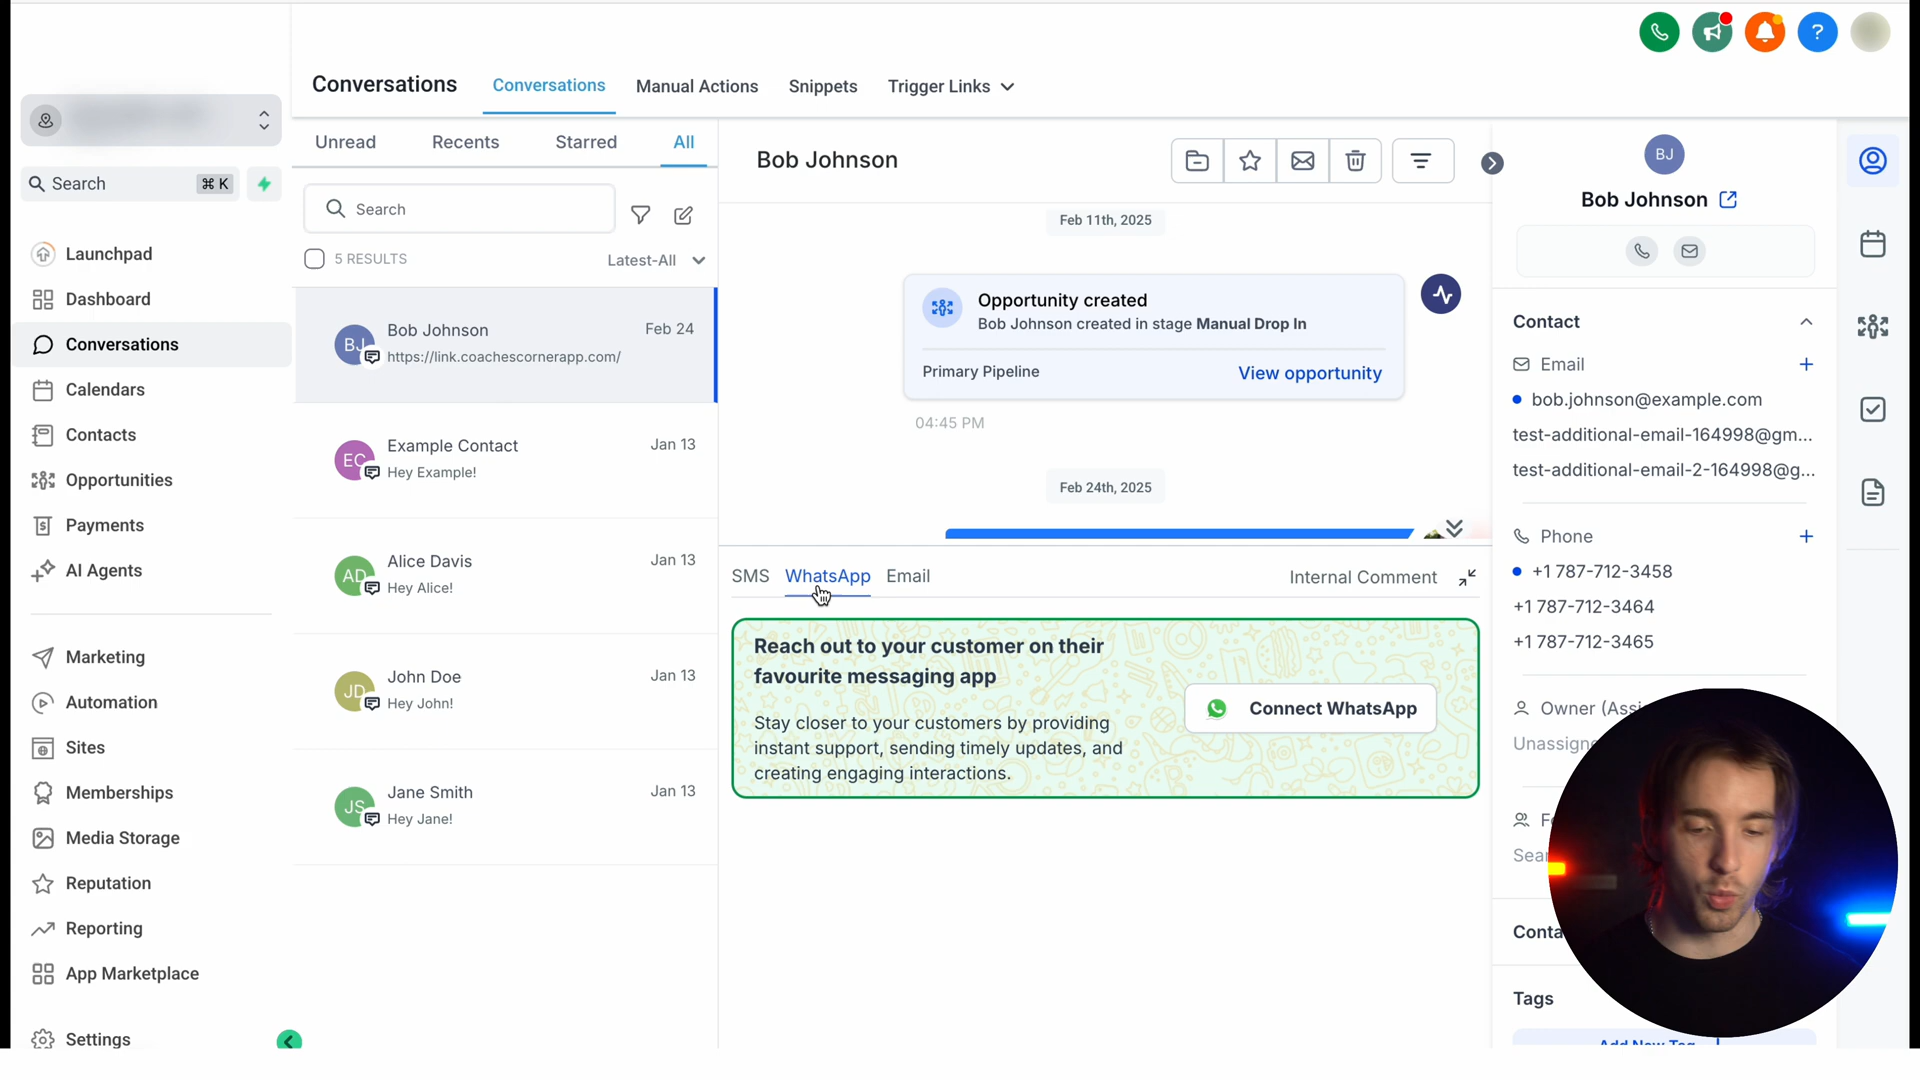 Conversations
Conversations
Manual Actions
Snippets
Trigger Links
?
Search
⌘ K
Launchpad
Dashboard
Conversations
Calendars
Contacts
Opportunities
Payments
AI Agents
Marketing
Automation
Sites
Memberships
Media Storage
Reputation
Reporting
App Marketplace
Settings
Unread
Recents
Starred
All
Search
5 RESULTS
Latest-All
BJ
Bob Johnson
Feb 24
https://link.coachescornerapp.com/
EC
Example Contact
Jan 13
Hey Example!
AD
Alice Davis
Jan 13
Hey Alice!
JD
John Doe
Jan 13
Hey John!
JS
Jane Smith
Jan 13
Hey Jane!
Bob Johnson
Feb 11th, 2025
Opportunity created
Bob Johnson created in stage Manual Drop In
Primary Pipeline
View opportunity
04:45 PM
Feb 24th, 2025
SMS
WhatsApp
Email
Internal Comment
Reach out to your customer on their
favourite messaging app
Stay closer to your customers by providing
instant support, sending timely updates, and
creating engaging interactions.
Connect WhatsApp
BJ
Bob Johnson
Contact
Email
bob.johnson@example.com
test-additional-email-164998@gm...
test-additional-email-2-164998@g...
Phone
+1 787-712-3458
+1 787-712-3464
+1 787-712-3465
Owner (Assi
Unassigne
Sear
Conta
Tags
Add New Tag